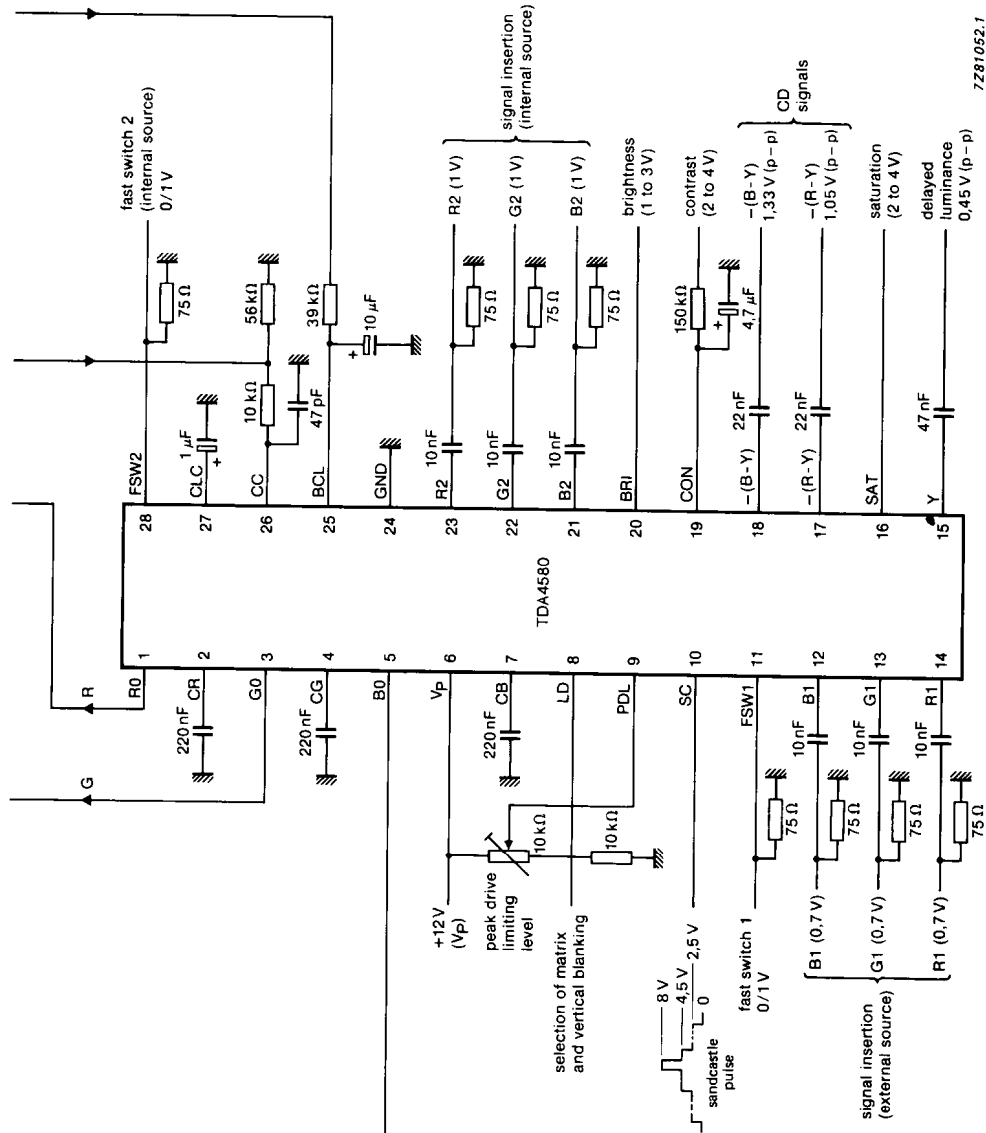 R
G
fast switch 2
(internal source)
0/1 V
75 Ω
FSW2
28
CLC
27
1 μF
+
CC
26
10 kΩ
56 kΩ
47 pF
BCL
25
39 kΩ
10 μF
+
GND
24
R2
23
10 nF
75 Ω
R2 (1 V)
G2
22
10 nF
75 Ω
G2 (1 V)
B2
21
10 nF
75 Ω
B2 (1 V)
signal insertion
(internal source)
BRI
20
brightness
(1 to 3 V)
CON
19
150 kΩ
4,7 μF
+
contrast
(2 to 4 V)
–(B–Y)
18
22 nF
–(B–Y)
1,33 V (p–p)
–(R–Y)
17
22 nF
–(R–Y)
1,05 V (p–p)
CD
signals
SAT
16
saturation
(2 to 4 V)
Y
15
47 nF
delayed
luminance
0,45 V (p–p)
TDA4580
1
R0
2
CR
220 nF
3
G0
4
CG
220 nF
5
B0
6
VP
+12 V
(VP)
7
CB
220 nF
8
LD
9
PDL
10 kΩ
10 kΩ
peak drive
limiting
level
selection of matrix
and vertical blanking
10
SC
8 V
4,5 V
2,5 V
0
sandcastle
pulse
11
FSW1
75 Ω
fast switch 1
0/1 V
12
B1
10 nF
75 Ω
B1 (0,7 V)
13
G1
10 nF
75 Ω
G1 (0,7 V)
14
R1
10 nF
75 Ω
R1 (0,7 V)
signal insertion
(external source)
7Z81052.1